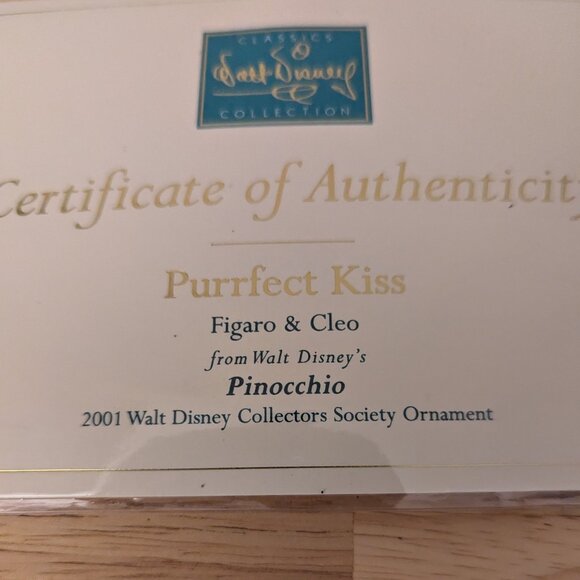 CLASSICS
Walt Disney
COLLECTION
Certificate of Authenticity
Purrfect Kiss
Figaro & Cleo
from Walt Disney's
Pinocchio
2001 Walt Disney Collectors Society Ornament